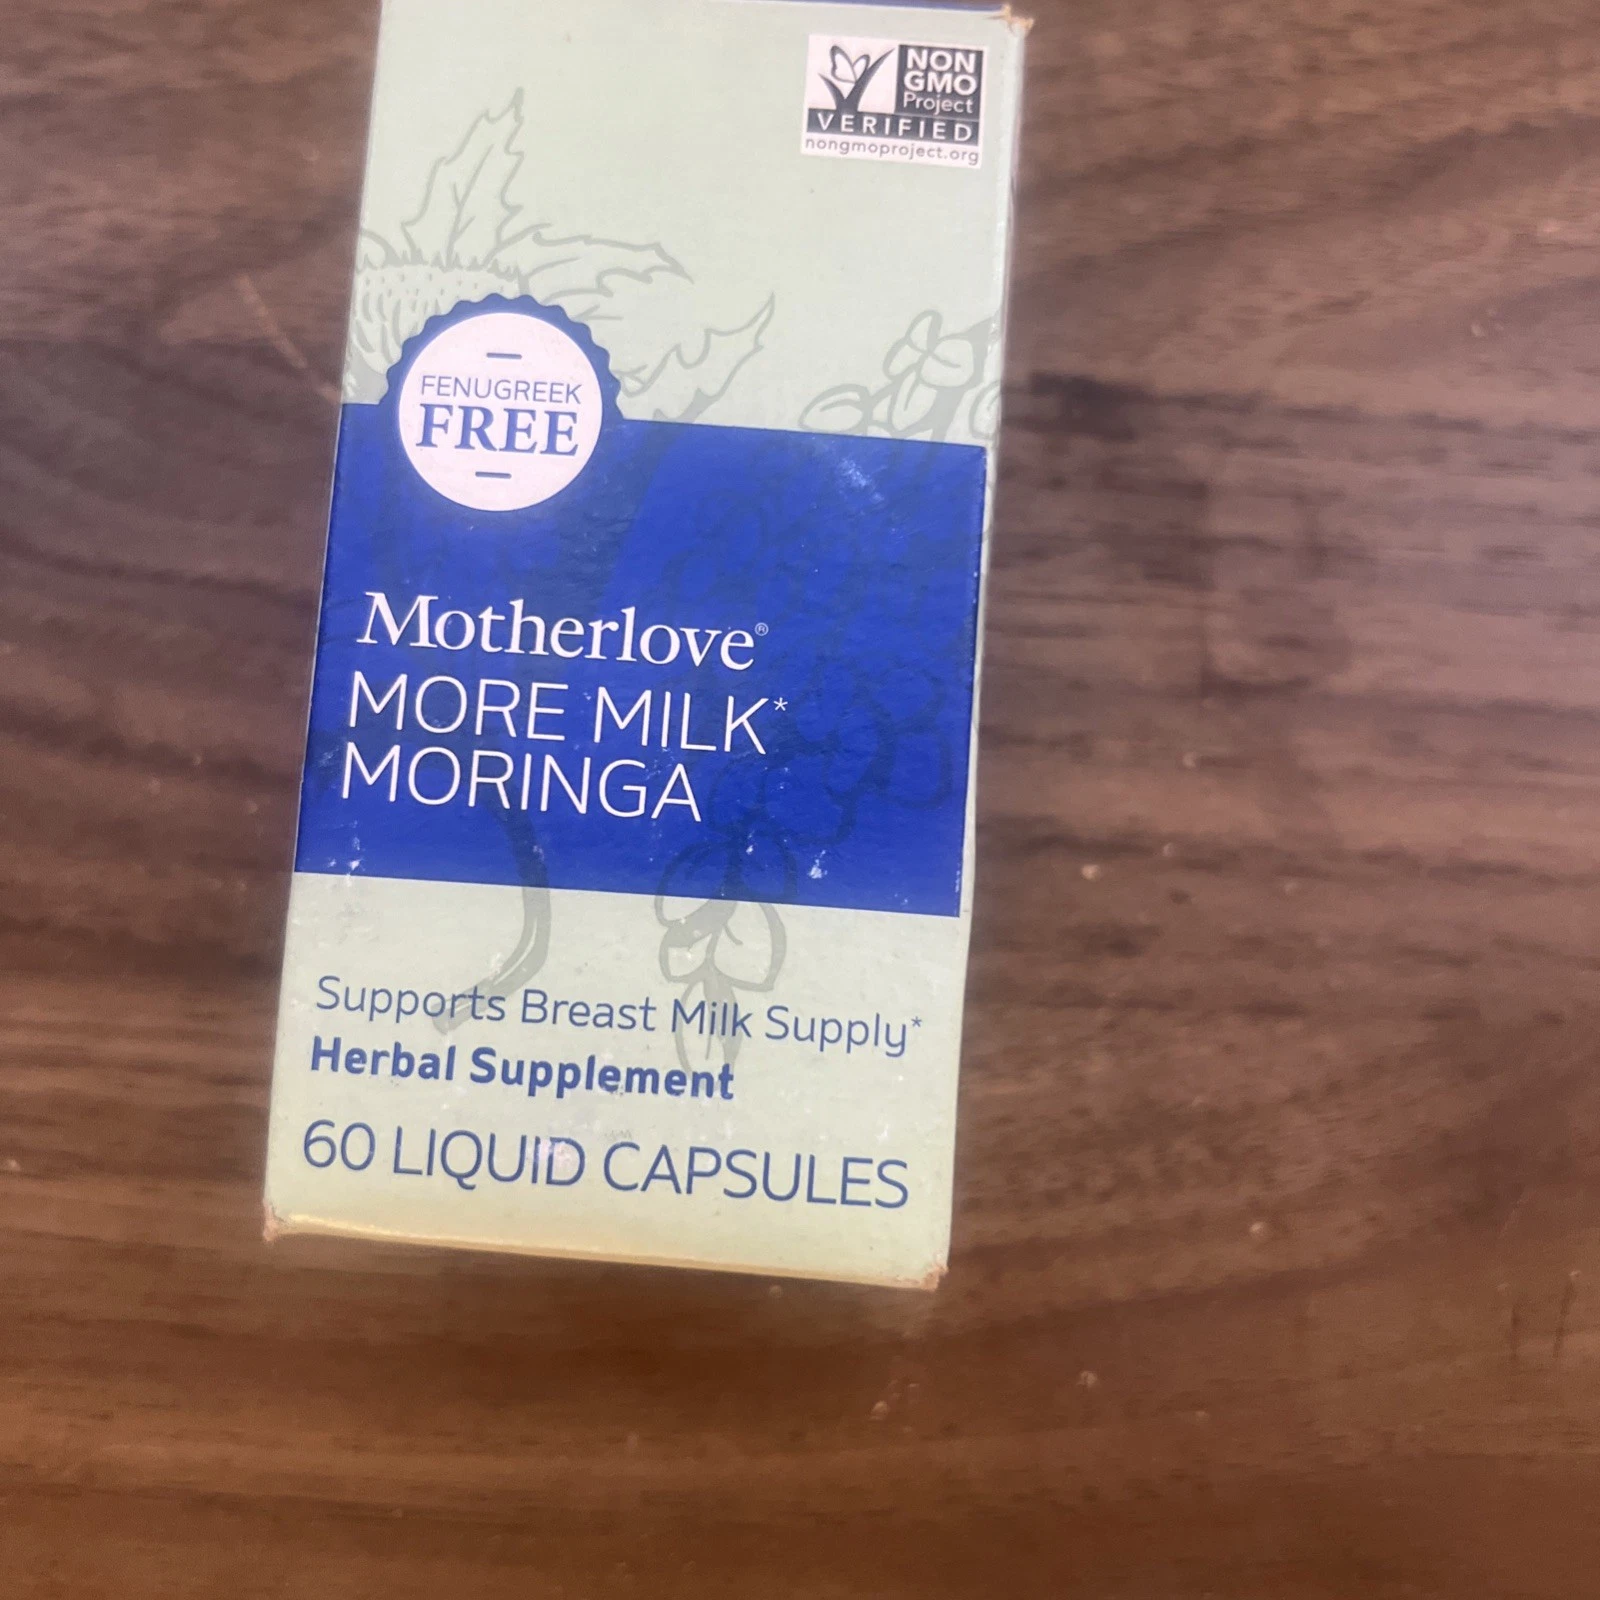 NON
GMO
Project
VERIFIED
nongmoproject.org
FENUGREEK
FREE
Motherlove®
MORE MILK*
MORINGA
Supports Breast Milk Supply*
Herbal Supplement
60 LIQUID CAPSULES